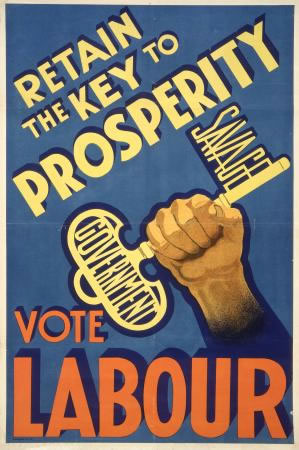 RETAIN
THE KEY TO
PROSPERITY
SAVAGE
GOVERNMENT
VOTE
LABOUR